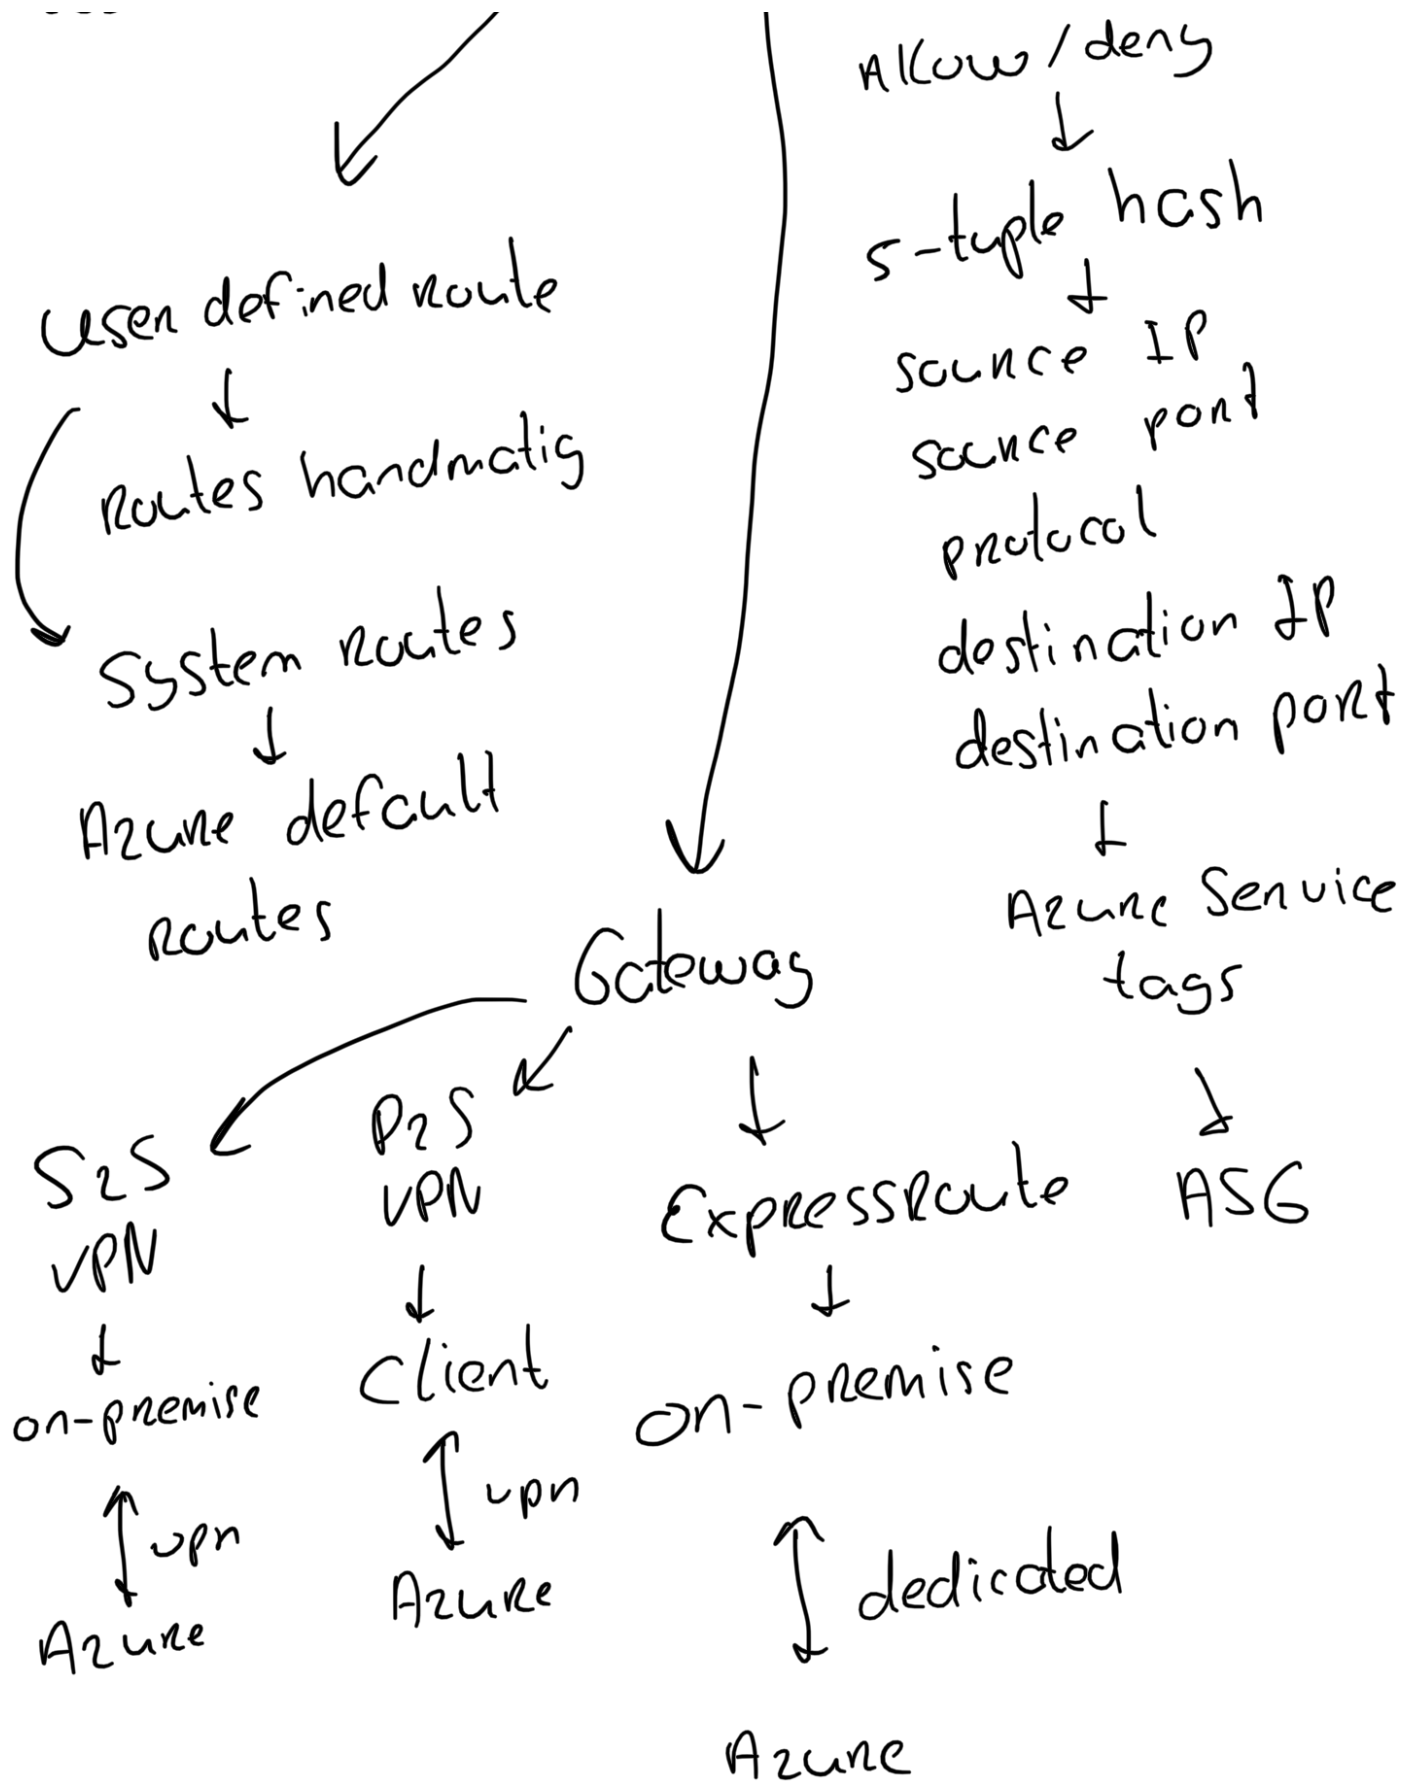 Allow/deny
5-tuple hash
source IP
source port
protocol
destination IP
destination port
Azure Service
tags
ASG
User defined Route
Routes handmatig
System Routes
Azure default
Routes
Gateway
S2S
VPN
on-premise
vpn
Azure
P2S
VPN
Client
vpn
Azure
ExpressRoute
on-premise
dedicated
Azure